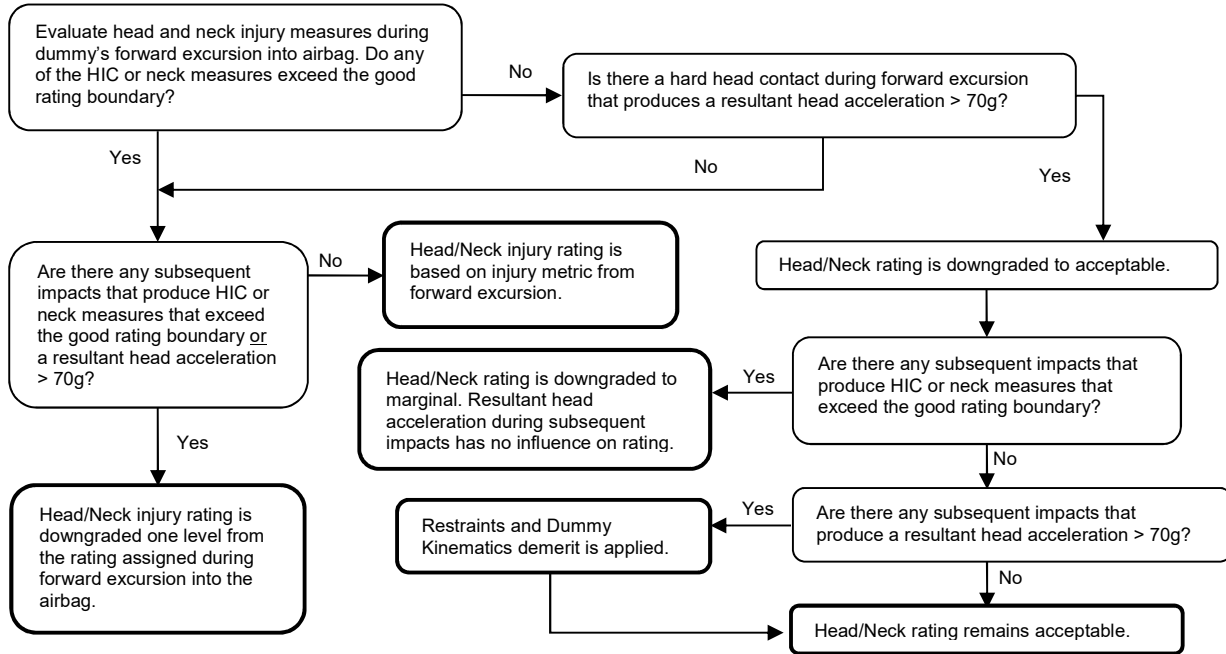 Evaluate head and neck injury measures during
dummy’s forward excursion into airbag. Do any
of the HIC or neck measures exceed the good
rating boundary?
No
Is there a hard head contact during forward excursion
that produces a resultant head acceleration > 70g?
Yes
No
Yes
Are there any subsequent
impacts that produce HIC or
neck measures that exceed
the good rating boundary or
a resultant head acceleration
> 70g?
No
Head/Neck injury rating is
based on injury metric from
forward excursion.
Head/Neck rating is downgraded to acceptable.
Are there any subsequent impacts that
produce HIC or neck measures that
exceed the good rating boundary?
Yes
Head/Neck rating is downgraded to
marginal. Resultant head
acceleration during subsequent
impacts has no influence on rating.
Yes
No
Head/Neck injury rating is
downgraded one level from
the rating assigned during
forward excursion into the
airbag.
Are there any subsequent impacts that
produce a resultant head acceleration > 70g?
Yes
Restraints and Dummy
Kinematics demerit is applied.
No
Head/Neck rating remains acceptable.